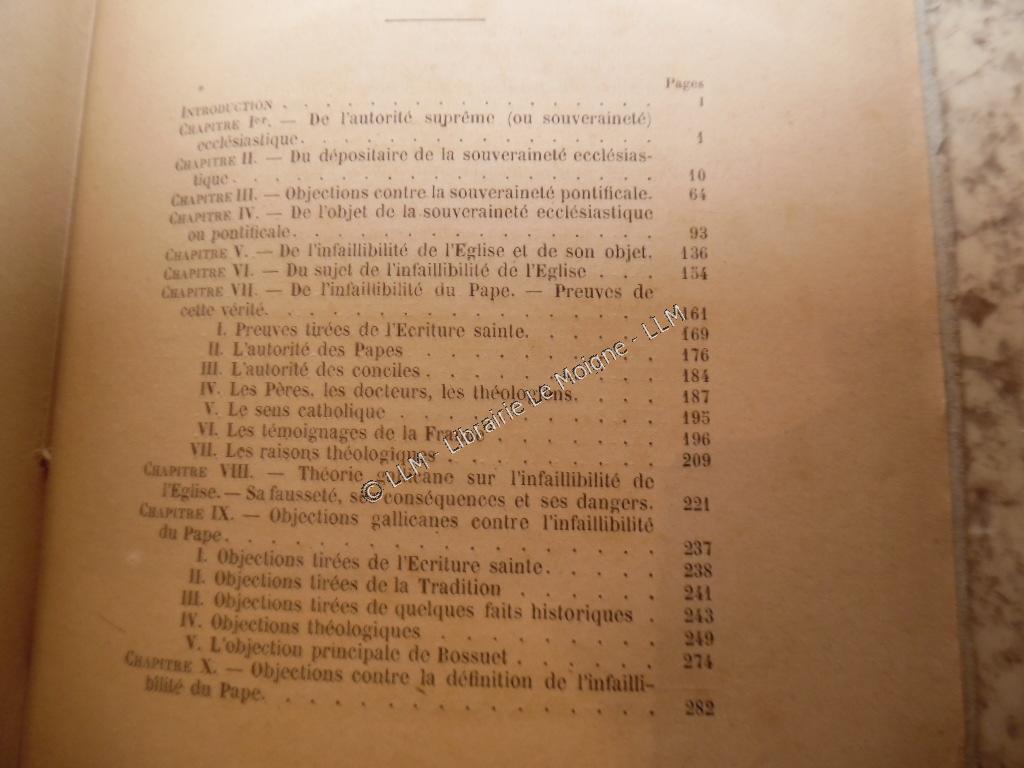 Pages
INTRODUCTION . . . . . . . . . . . . . . . 1
CHAPITRE Ier. — De l'autorité suprême (ou souveraineté)
ecclésiastique. . . . . . . . . . . . . . . 1
CHAPITRE II. — Du dépositaire de la souveraineté ecclésias-
tique . . . . . . . . . . . . . . . . . 10
CHAPITRE III. — Objections contre la souveraineté pontificale. 64
CHAPITRE IV. — De l'objet de la souveraineté ecclésiastique
ou pontificale. . . . . . . . . . . . . . . 93
CHAPITRE V. — De l'infaillibilité de l'Eglise et de son objet. 136
CHAPITRE VI. — Du sujet de l'infaillibilité de l'Eglise . . . 154
CHAPITRE VII. — De l'infaillibilité du Pape. — Preuves de
cette vérité. . . . . . . . . . . . . . . . 161
I. Preuves tirées de l'Ecriture sainte. . . . . . 169
II. L'autorité des Papes . . . . . . . . . . 176
III. L'autorité des conciles . . . . . . . . . . 184
IV. Les Pères, les docteurs, les théologiens. . . . 187
V. Le sens catholique . . . . . . . . . . . 195
VI. Les témoignages de la France . . . . . . . 196
VII. Les raisons théologiques . . . . . . . . . 209
CHAPITRE VIII. — Théorie gallicane sur l'infaillibilité de
l'Eglise. — Sa fausseté, ses conséquences et ses dangers. 221
CHAPITRE IX. — Objections gallicanes contre l'infaillibilité
du Pape. . . . . . . . . . . . . . . . . 237
I. Objections tirées de l'Ecriture sainte. . . . . 238
II. Objections tirées de la Tradition . . . . . . 241
III. Objections tirées de quelques faits historiques . 243
IV. Objections théologiques . . . . . . . . . 249
V. L'objection principale de Bossuet . . . . . . 274
CHAPITRE X. — Objections contre la définition de l'infailli-
bilité du Pape. . . . . . . . . . . . . . . 282
© LLM - Librairie Le Moigne - LLM